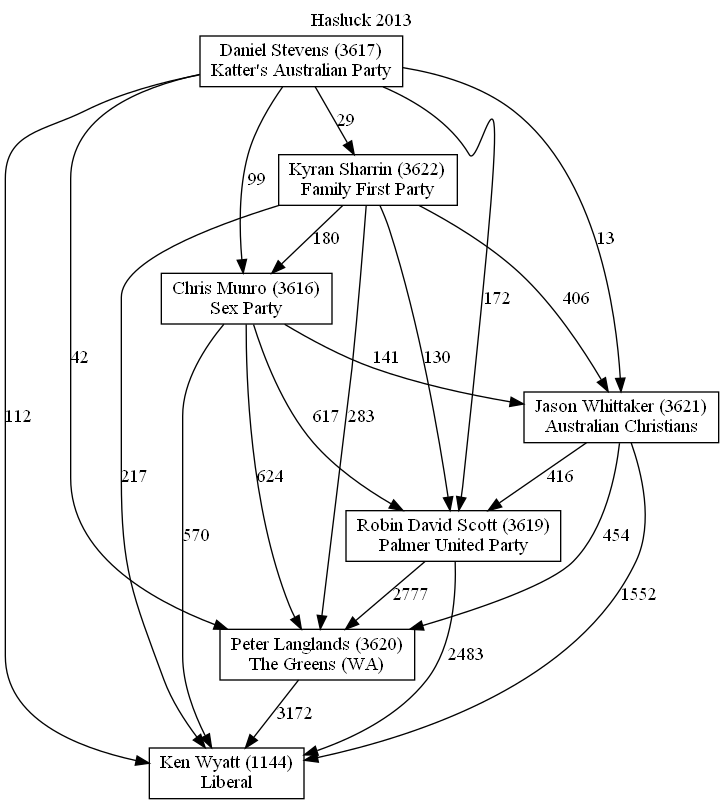 Hasluck 2013
Daniel Stevens (3617)
Katter's Australian Party
29
Kyran Sharrin (3622)
Family First Party
99
180
13
172
406
Chris Munro (3616)
Sex Party
112
42
141
130
617
283
Jason Whittaker (3621)
Australian Christians
217
624
416
570
Robin David Scott (3619)
Palmer United Party
454
2777
1552
Peter Langlands (3620)
The Greens (WA)
2483
3172
Ken Wyatt (1144)
Liberal